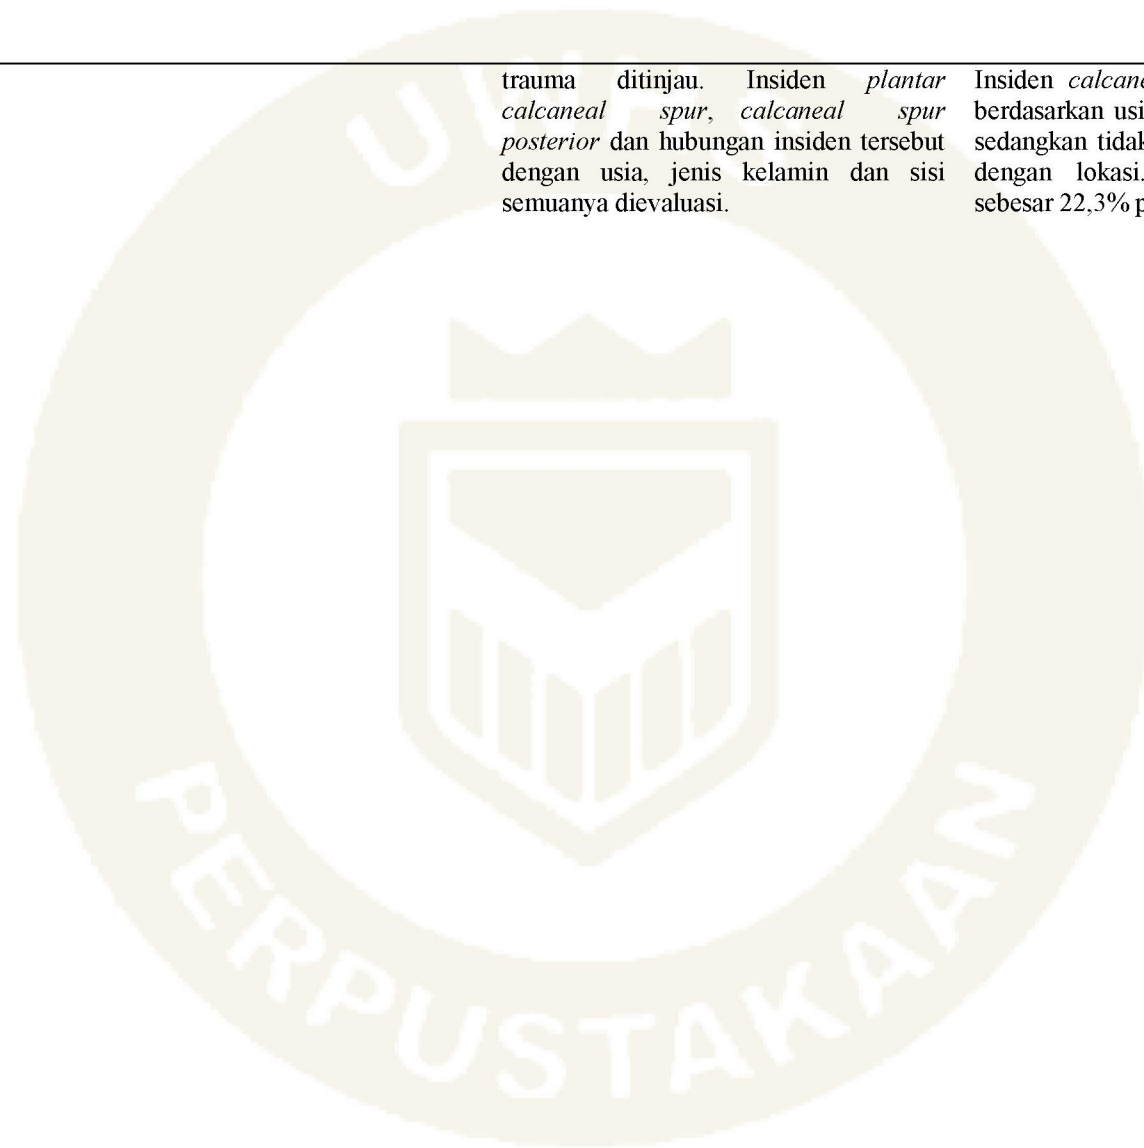 trauma ditinjau. Insiden plantar
calcaneal spur, calcaneal spur
posterior dan hubungan insiden tersebut
dengan usia, jenis kelamin dan sisi
semuanya dievaluasi.
Insiden
berdasarkan
sedangkan
dengan lokasi.
sebesar 22,3%
PERPUSTAKAAN